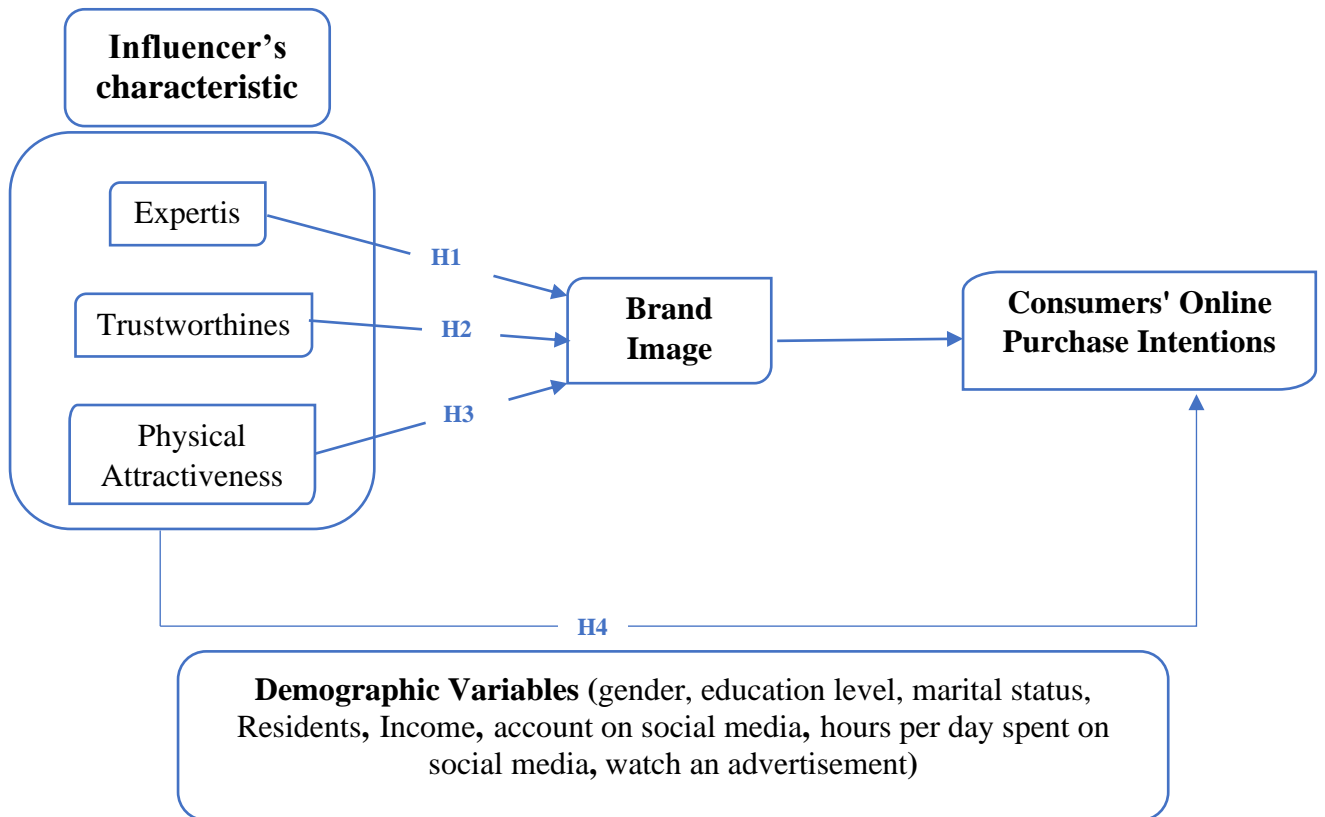 Influencer’s
characteristic
Expertis
H1
Trustworthines
H2
Brand
Image
Consumers' Online
Purchase Intentions
H3
Physical
Attractiveness
H4
Demographic Variables (gender, education level, marital status,
Residents, Income, account on social media, hours per day spent on
social media, watch an advertisement)